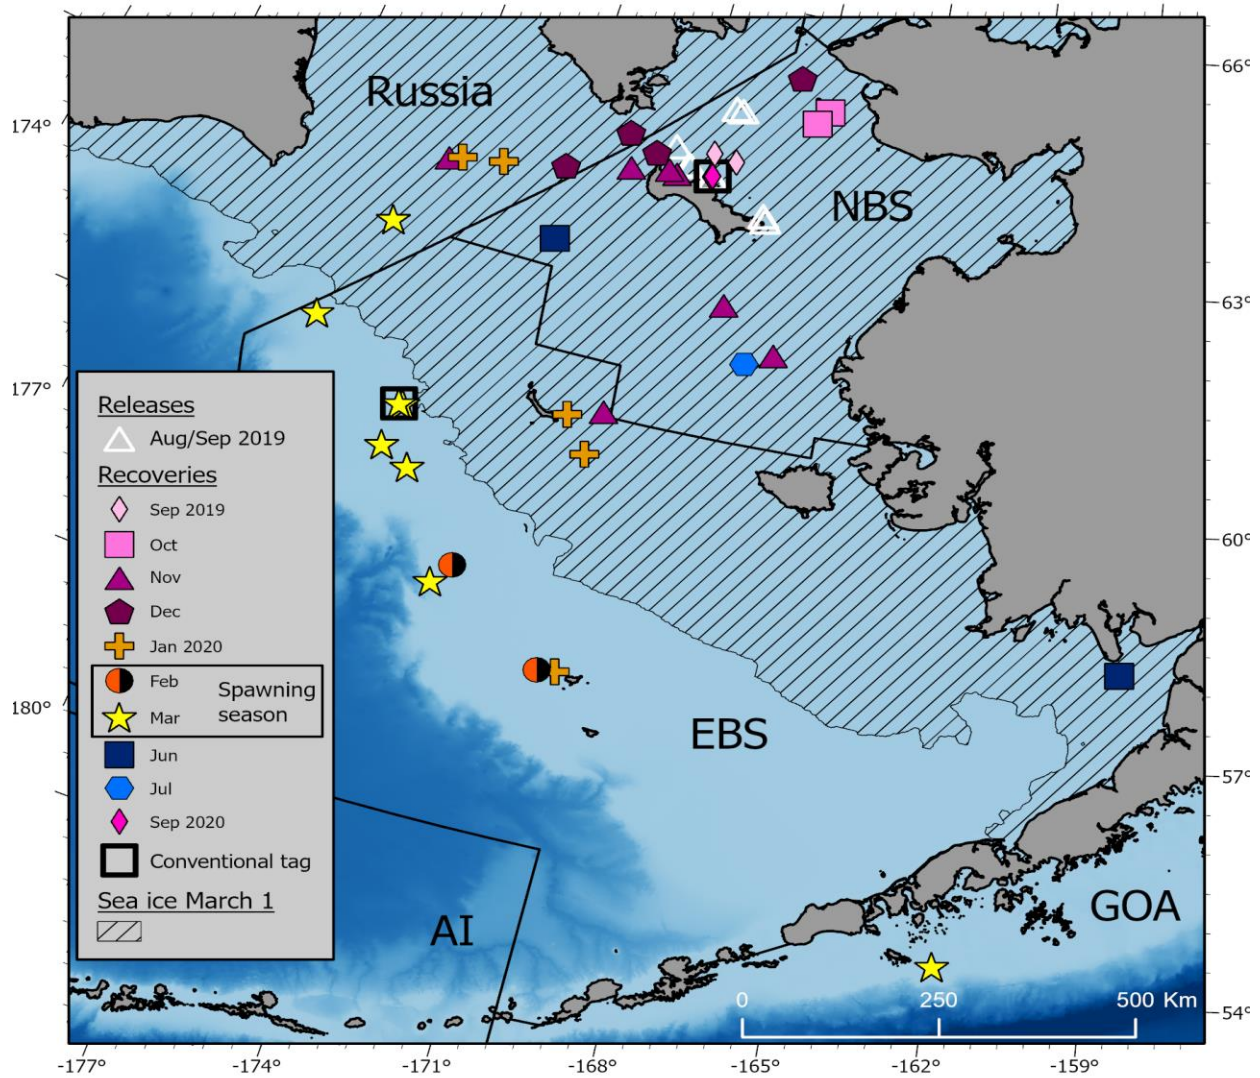 Russia
NBS
EBS
AI
GOA
66°
63°
60°
57°
54°
174°
177°
180°
Releases
Aug/Sep 2019
Recoveries
Sep 2019
Oct
Nov
Dec
Jan 2020
Feb
Mar
Spawning
season
Jun
Jul
Sep 2020
Conventional tag
Sea ice March 1
0 250 500 Km
-177° -174° -171° -168° -165° -162° -159°